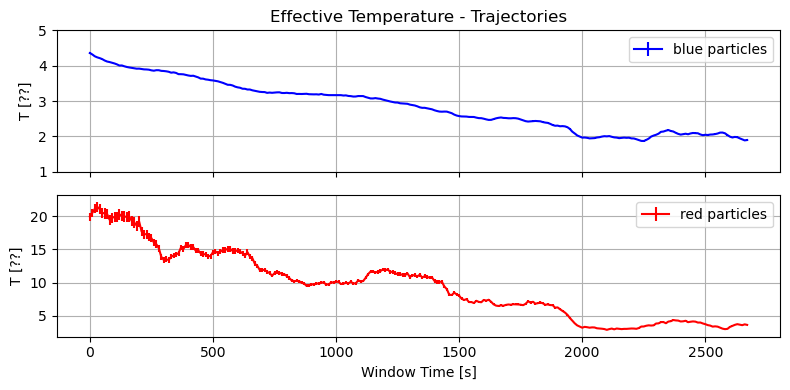 Effective Temperature - Trajectories
5
4
3
2
1
T [??]
blue particles
20
15
10
5
T [??]
red particles
0 500 1000 1500 2000 2500
Window Time [s]